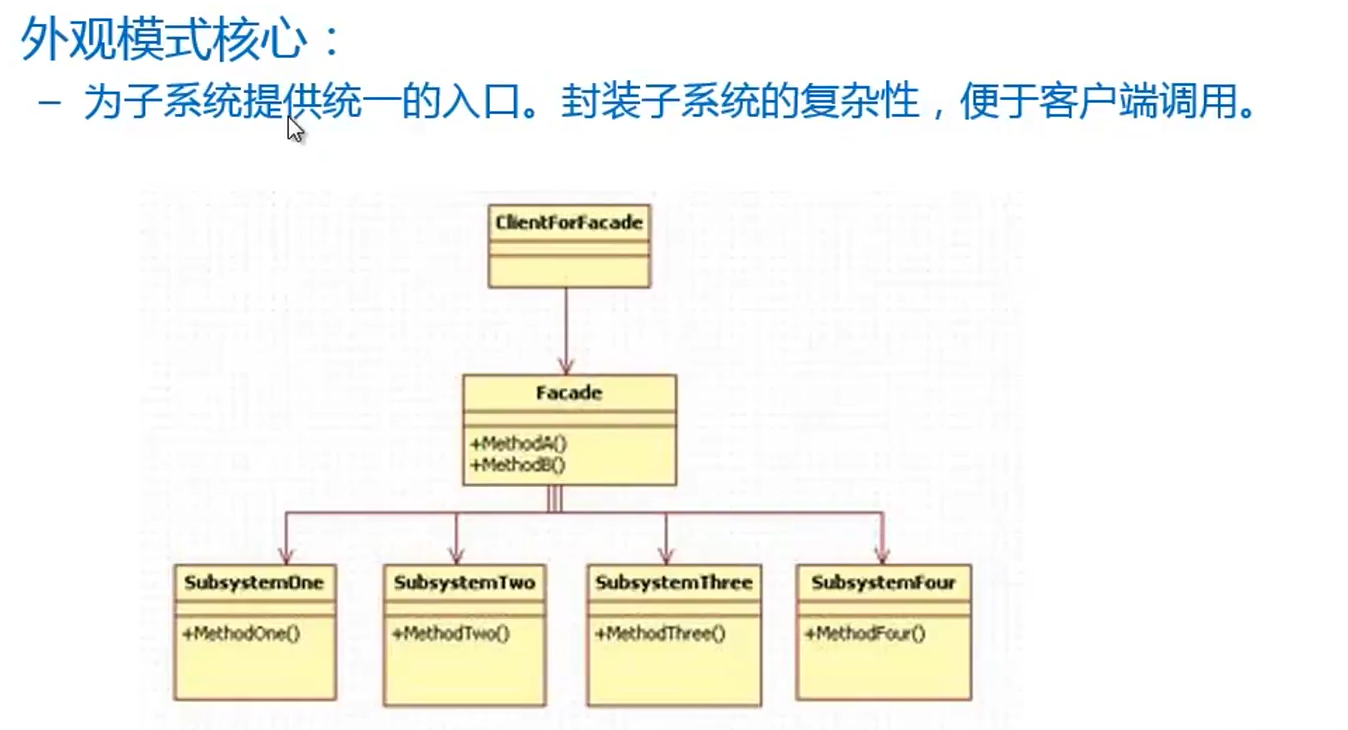 外观模式核心：
– 为子系统提供统一的入口。封装子系统的复杂性，便于客户端调用。
ClientForFacade
Facade
+MethodA()
+MethodB()
SubsystemOne
+MethodOne()
SubsystemTwo
+MethodTwo()
SubsystemThree
+MethodThree()
SubsystemFour
+MethodFour()